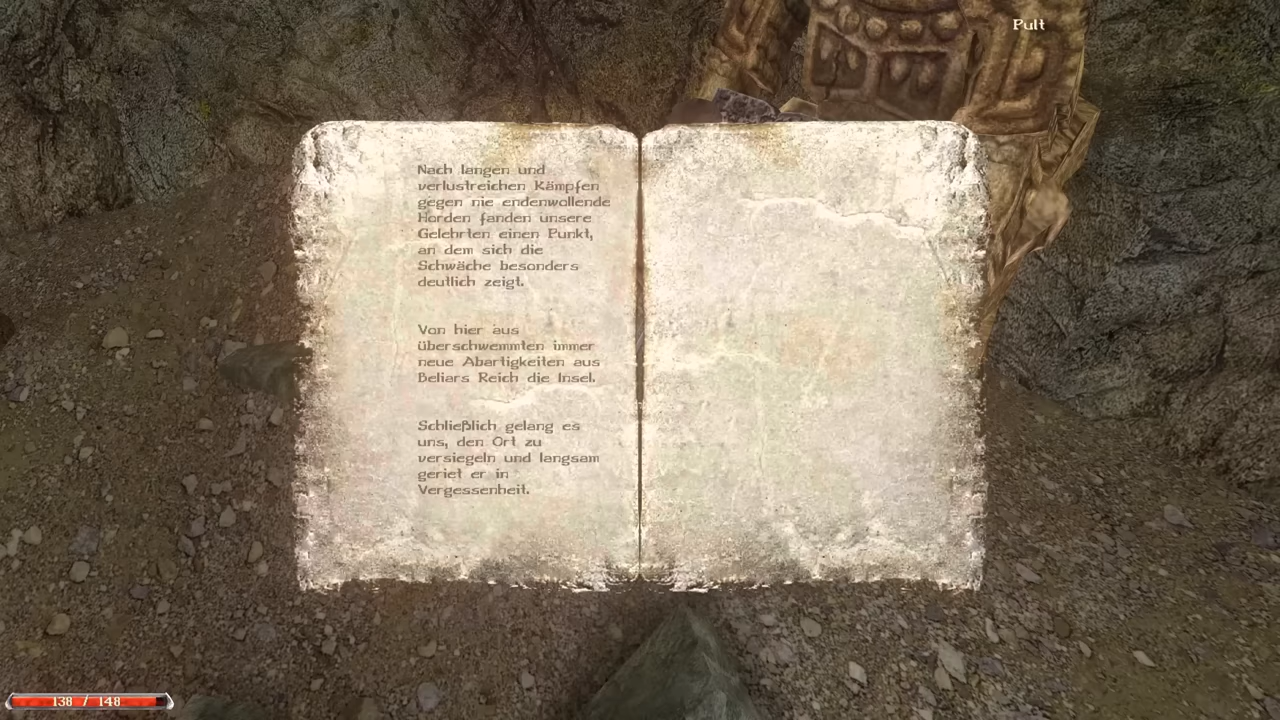 Pult
Nach langen und
verlustreichen Kämpfen
gegen nie endenwollende
Horden fanden unsere
Gelehrten einen Punkt,
an dem sich die
Schwäche besonders
deutlich zeigt.
Von hier aus
überschwemmten immer
neue Abartigkeiten aus
Beliars Reich die Insel.
Schließlich gelang es
uns, den Ort zu
versiegeln und langsam
geriet er in
Vergessenheit.
138 / 148